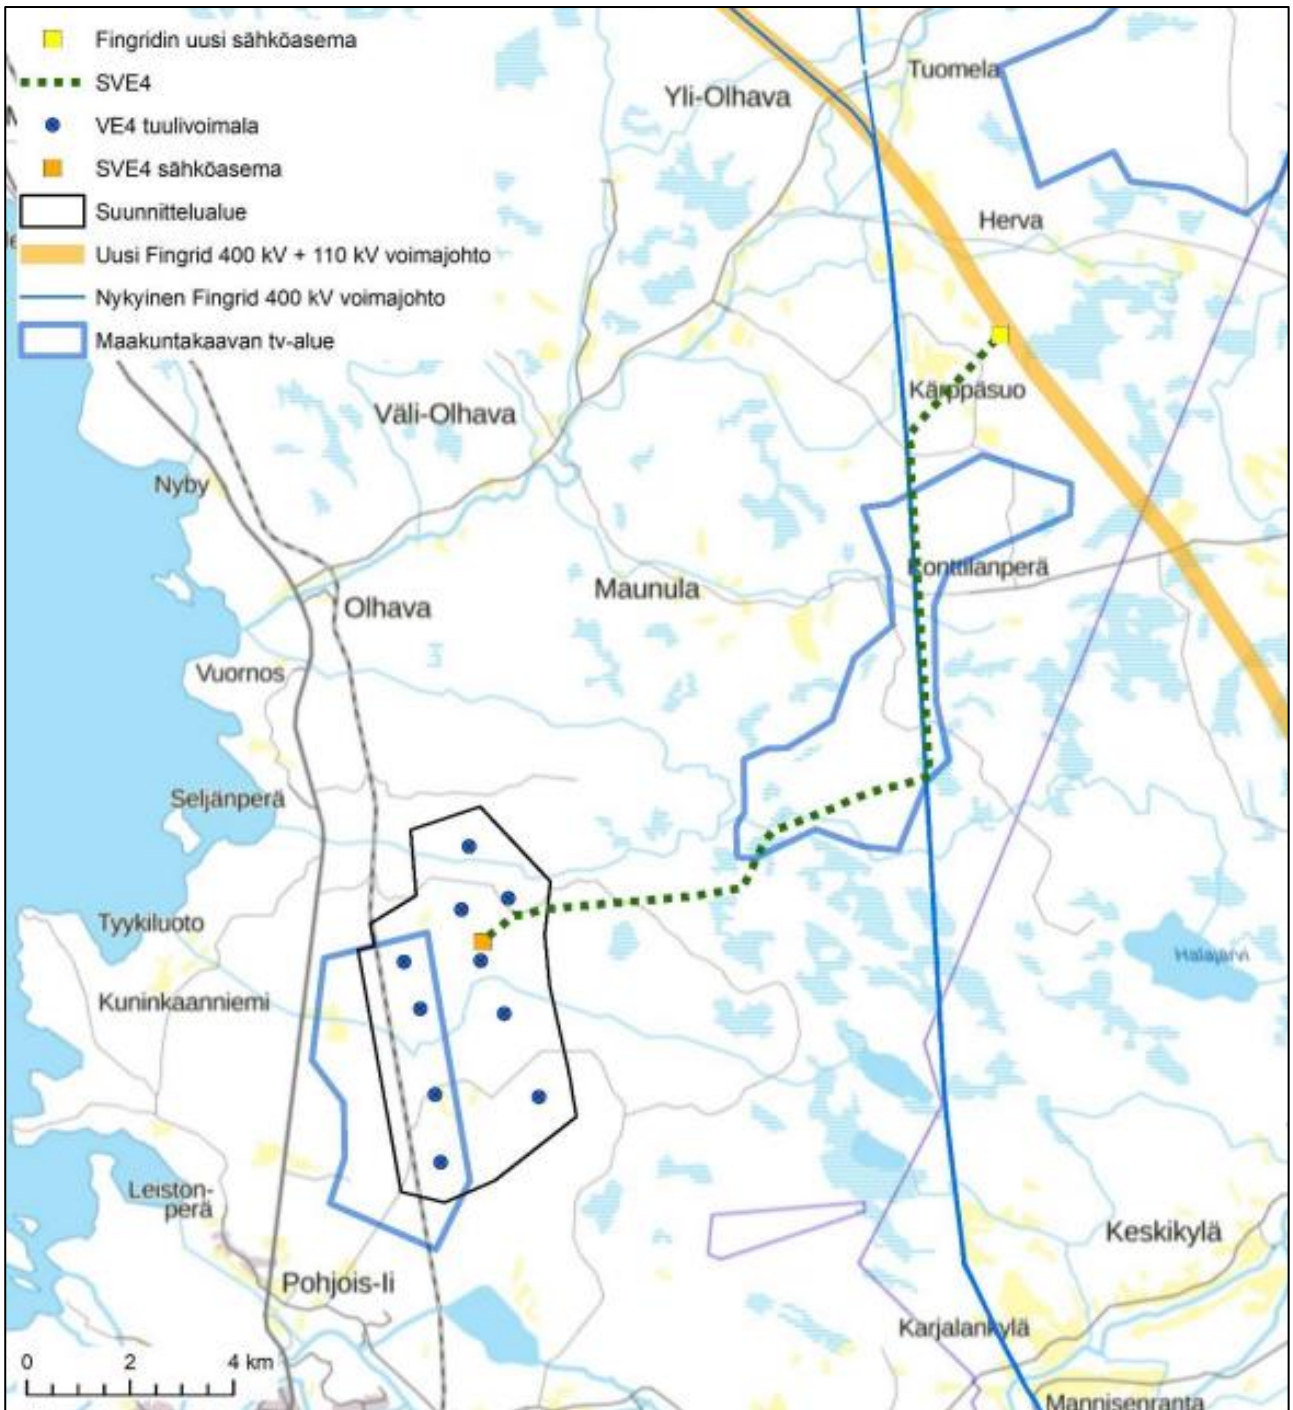 Fingridin uusi sähköasema
SVE4
VE4 tuulivoimala
SVE4 sähköasema
Suunnittelualue
Uusi Fingrid 400 kV + 110 kV voimajohto
Nykyinen Fingrid 400 kV voimajohto
Maakuntakaavan tv-alue
Tuomela
Yli-Olhava
Herva
Kärppäsuo
Väli-Olhava
Nyby
Konttilanperä
Maunula
Olhava
Vuornos
Seljänperä
Tyykiluoto
Halajärvi
Kuninkaanniemi
Leiston-
perä
Keskikylä
Pohjois-Ii
Karjalankylä
0 2 4 km
Mannisenranta